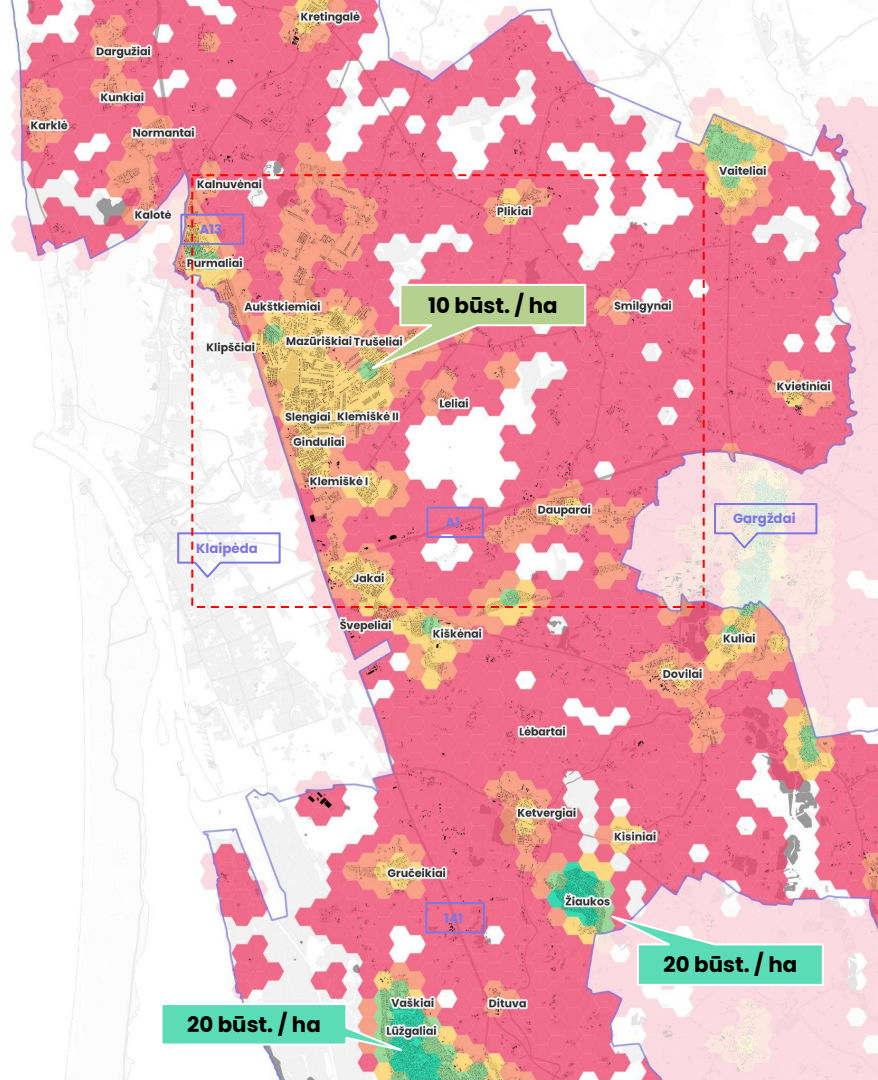 Kretingalė
Dargužiai
Kunkiai
Karklė
Normantai
Vaiteliai
Kalnuvėnai
Kalotė
Plikiai
A13
Purmaliai
Aukštkiemiai
10 būst. / ha
Smilgynai
Klipščiai
Mazūriškiai
Trušeliai
Kvietiniai
Leliai
Slengiai
Klemiškė II
Ginduliai
Klemiškė I
Dauparai
A1
Gargždai
Klaipėda
Jakai
Švepeliai
Kiškėnai
Kuliai
Dovilai
Lėbartai
Ketvergiai
Kisiniai
Gručeikiai
Žiaukos
141
20 būst. / ha
Vaškiai
Dituva
20 būst. / ha
Lūžgaliai